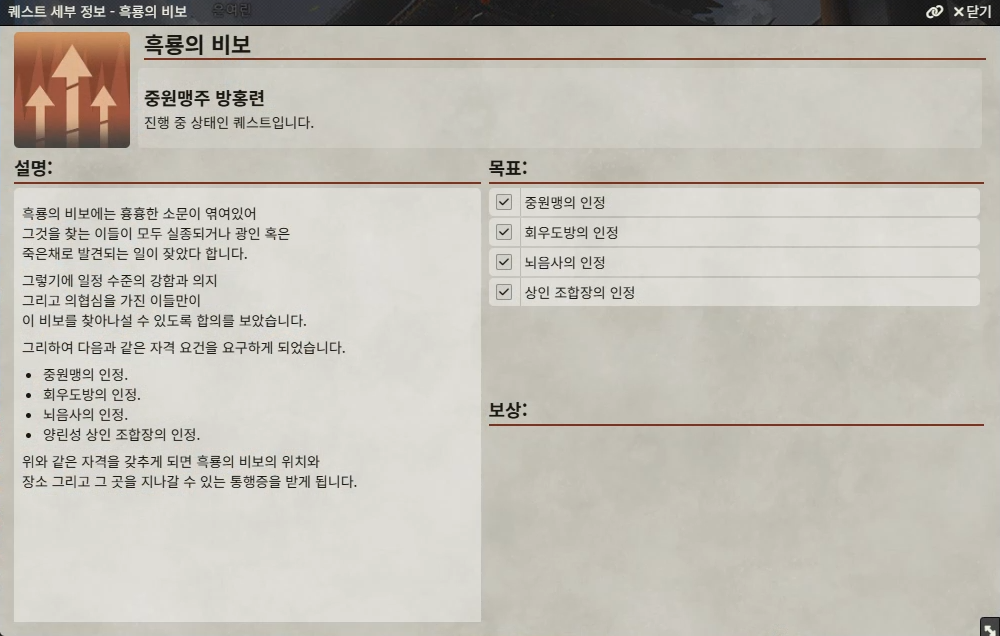 퀘스트 세부 정보 - 흑룡의 비보
온여린
닫기
흑룡의 비보
중원맹주 방홍련
진행 중 상태인 퀘스트입니다.
설명:
흑룡의 비보에는 흉흉한 소문이 엮여있어
그것을 찾는 이들이 모두 실종되거나 광인 혹은
죽은채로 발견되는 일이 잦았다 합니다.
그렇기에 일정 수준의 강함과 의지
그리고 의협심을 가진 이들만이
이 비보를 찾아나설 수 있도록 합의를 보았습니다.
그리하여 다음과 같은 자격 요건을 요구하게 되었습니다.
• 중원맹의 인정.
• 회우도방의 인정.
• 뇌음사의 인정.
• 양린성 상인 조합장의 인정.
위와 같은 자격을 갖추게 되면 흑룡의 비보의 위치와
장소 그리고 그 곳을 지나갈 수 있는 통행증을 받게 됩니다.
목표:
중원맹의 인정
회우도방의 인정
뇌음사의 인정
상인 조합장의 인정
보상: